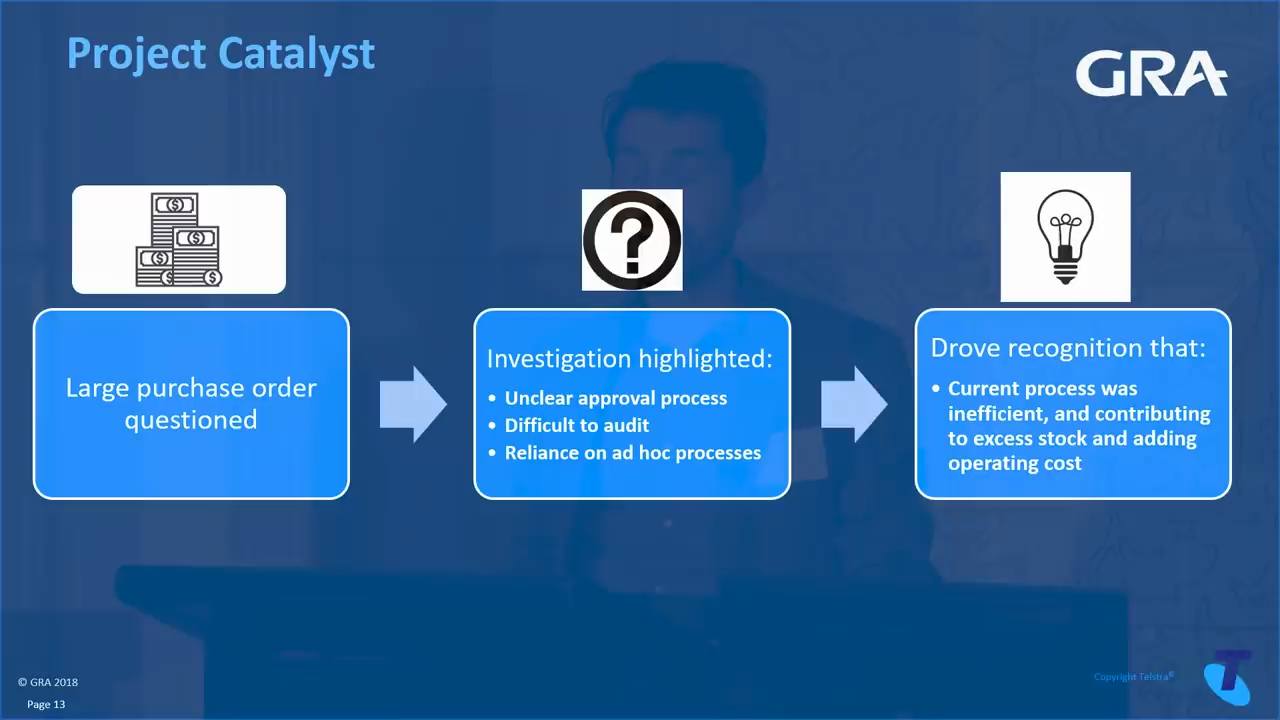 Project Catalyst
GRA
Large purchase order
questioned
Investigation highlighted:
• Unclear approval process
• Difficult to audit
• Reliance on ad hoc processes
Drove recognition that:
• Current process was
inefficient, and contributing
to excess stock and adding
operating cost
© GRA 2018
Page 13
Copyright Telstra©
T